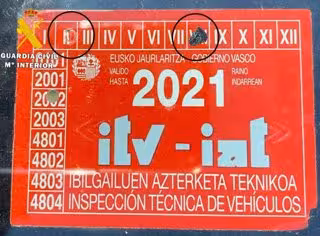 II III IV V VI VII IX X XI XII
GUARDIA CIVIL
Mº INTERIOR
EUSKO JAURLARITZA GOBIERNO VASCO
VALIDO HASTA
RAINO INDARREAN
2021
2001
2002
2003
4801
4802
4803
4804
itv - iat
IBILGAILUEN AZTERKETA TEKNIKOA
INSPECCIÓN TÉCNICA DE VEHÍCULOS